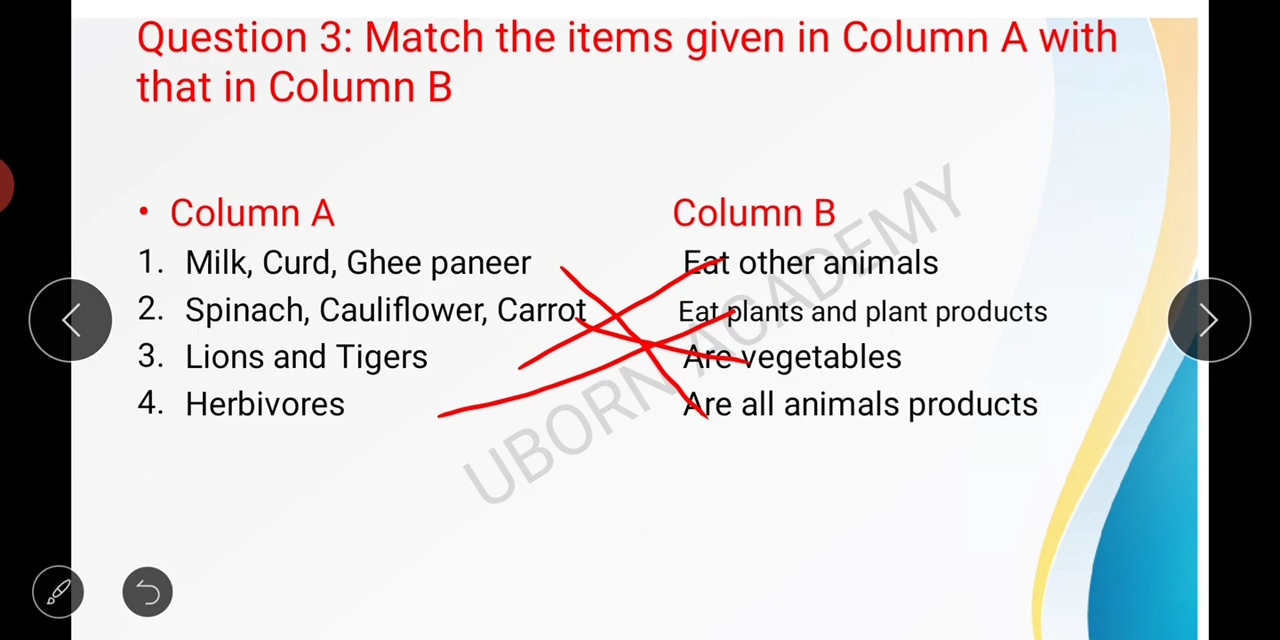 Question 3: Match the items given in Column A with
that in Column B
• Column A Column B
1. Milk, Curd, Ghee paneer Eat other animals
2. Spinach, Cauliflower, Carrot Eat plants and plant products
3. Lions and Tigers Are vegetables
4. Herbivores Are all animals products
UBORN ACADEMY